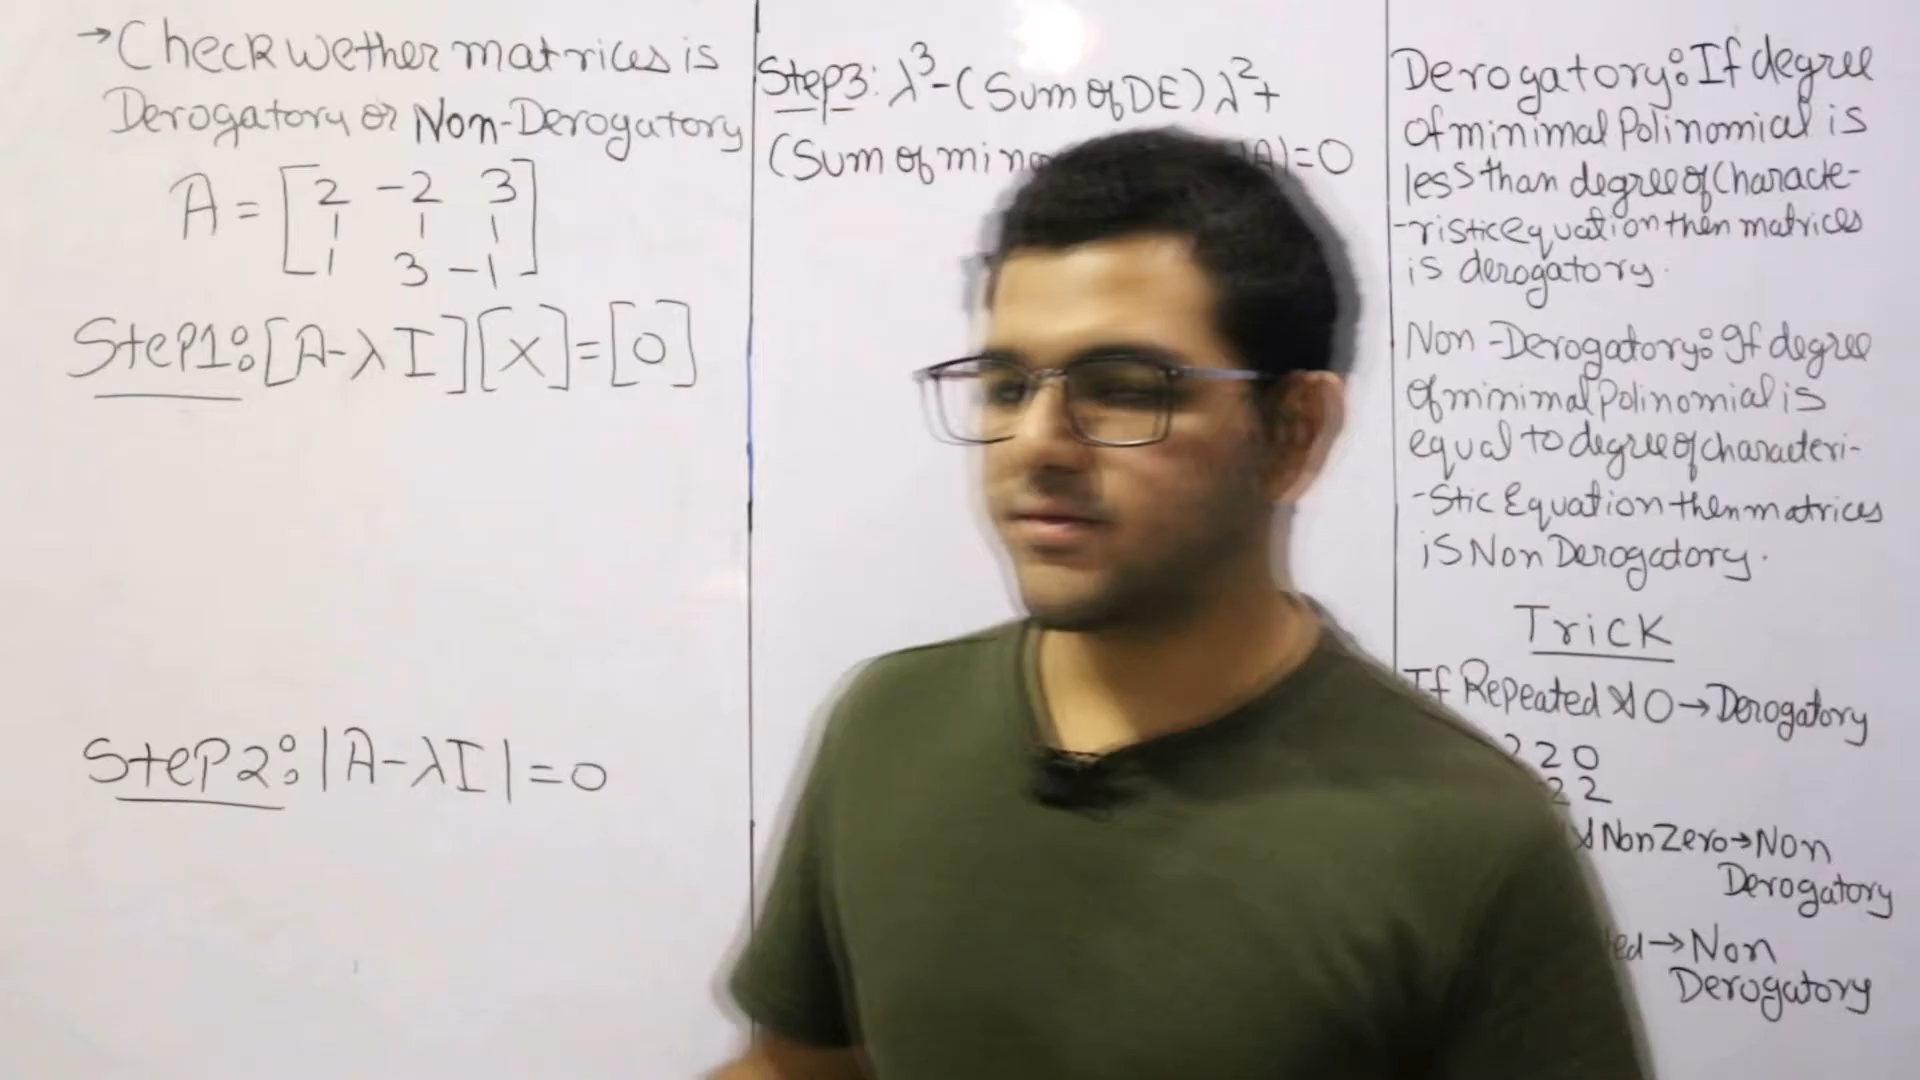 → Check wether matrices is
Derogatory or Non-Derogatory
A = [2 -2 3
1 1 1
1 3 -1]
Step1: [A-λI][X]=[0]
Step2: |A-λI| = 0
Step3: λ³-(Sum of DE)λ²+
(Sum of |=0
Derogatory: If degree
of minimal Polinomial is
less than degree of Characte-
-ristic equation then matrices
is derogatory.
Non-Derogatory: If degree
of minimal Polinomial is
equal to degree of characteri-
-stic Equation then matrices
is Non Derogatory.
Trick
If Repeated & 0 → Derogatory
2 2 0
2 2
& Non Zero → Non
Derogatory
→ Non
Derogatory